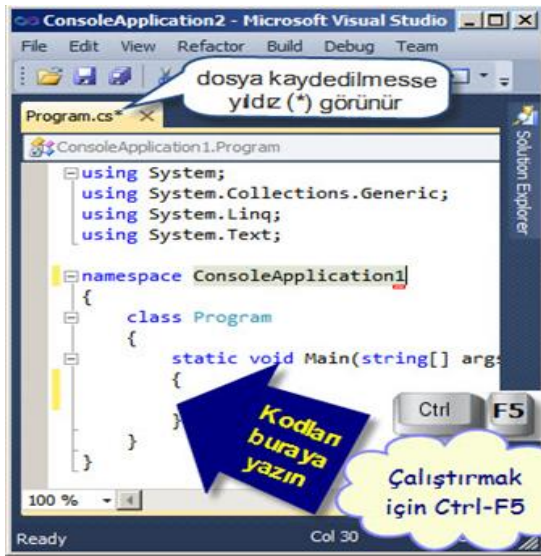 ConsoleApplication2 - Microsoft Visual Studio
File Edit View Refactor Build Debug Team
dosya kaydedilmesse
yıldız (*) görünür
Program.cs*
ConsoleApplication1.Program
Solution Explorer
using System;
using System.Collections.Generic;
using System.Linq;
using System.Text;
namespace ConsoleApplication1
{
class Program
{
static void Main(string[] args
{
}
}
}
Kodları
buraya
yazın
Ctrl F5
Çalıştırmak
için Ctrl-F5
100 %
Ready Col 30